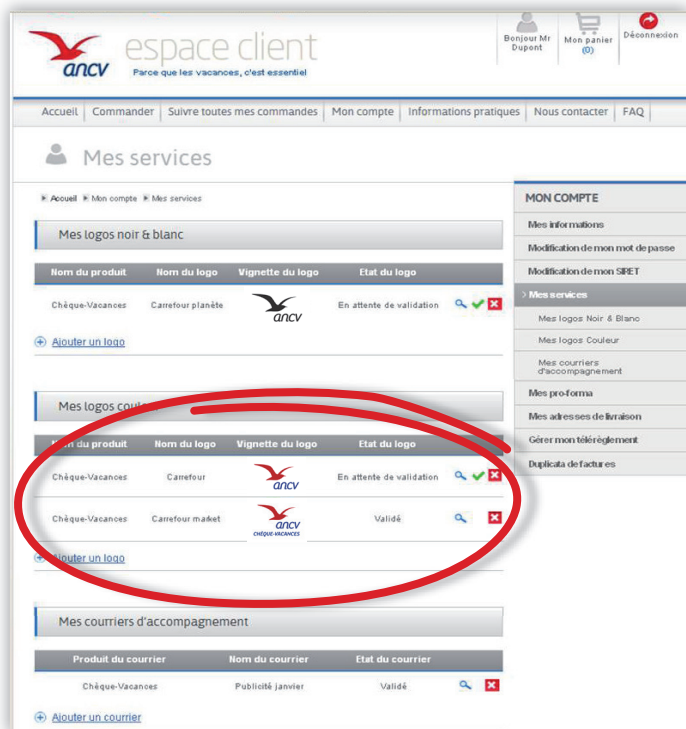 ancv
espace client
Parce que les vacances, c'est essentiel
Bonjour Mr
Dupont
Mon panier
(0)
Déconnexion
Accueil Commander Suivre toutes mes commandes Mon compte Informations pratiques Nous contacter FAQ
Mes services
Accueil Mon compte Mes services
Mes logos noir & blanc
Nom du produit Nom du logo Vignette du logo Etat du logo
Chèque-Vacances Carrefour planète ancv En attente de validation
Ajouter un logo
Mes logos couleur
Nom du produit Nom du logo Vignette du logo Etat du logo
Chèque-Vacances Carrefour ancv En attente de validation
Chèque-Vacances Carrefour market ancv Validé
CHÈQUE-VACANCES
Ajouter un logo
Mes courriers d'accompagnement
Produit du courrier Nom du courrier Etat du courrier
Chèque-Vacances Publicité janvier Validé
Ajouter un courrier
MON COMPTE
Mes informations
Modification de mon mot de passe
Modification de mon SIRET
Mes services
Mes logos Noir & Blanc
Mes logos Couleur
Mes courriers
d'accompagnement
Mes pro-forma
Mes adresses de livraison
Gérer mon télérèglement
Duplicata de factures